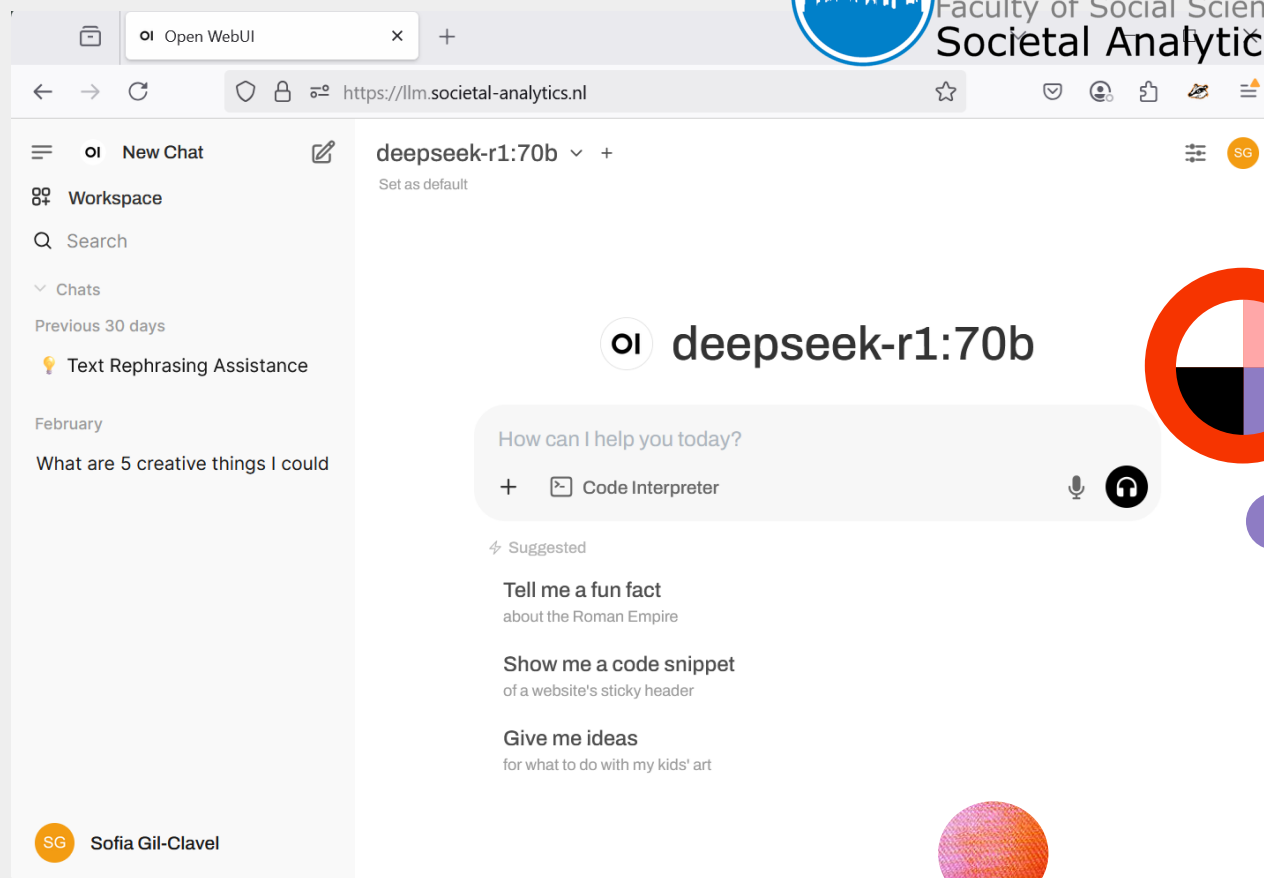 Faculty of Social Scien
Societal Analytic
OI Open WebUI
https://llm.societal-analytics.nl
OI New Chat
Workspace
Search
Chats
Previous 30 days
Text Rephrasing Assistance
February
What are 5 creative things I could
SG Sofia Gil-Clavel
deepseek-r1:70b
SG
Set as default
OI deepseek-r1:70b
How can I help you today?
Code Interpreter
Suggested
Tell me a fun fact
about the Roman Empire
Show me a code snippet
of a website's sticky header
Give me ideas
for what to do with my kids' art